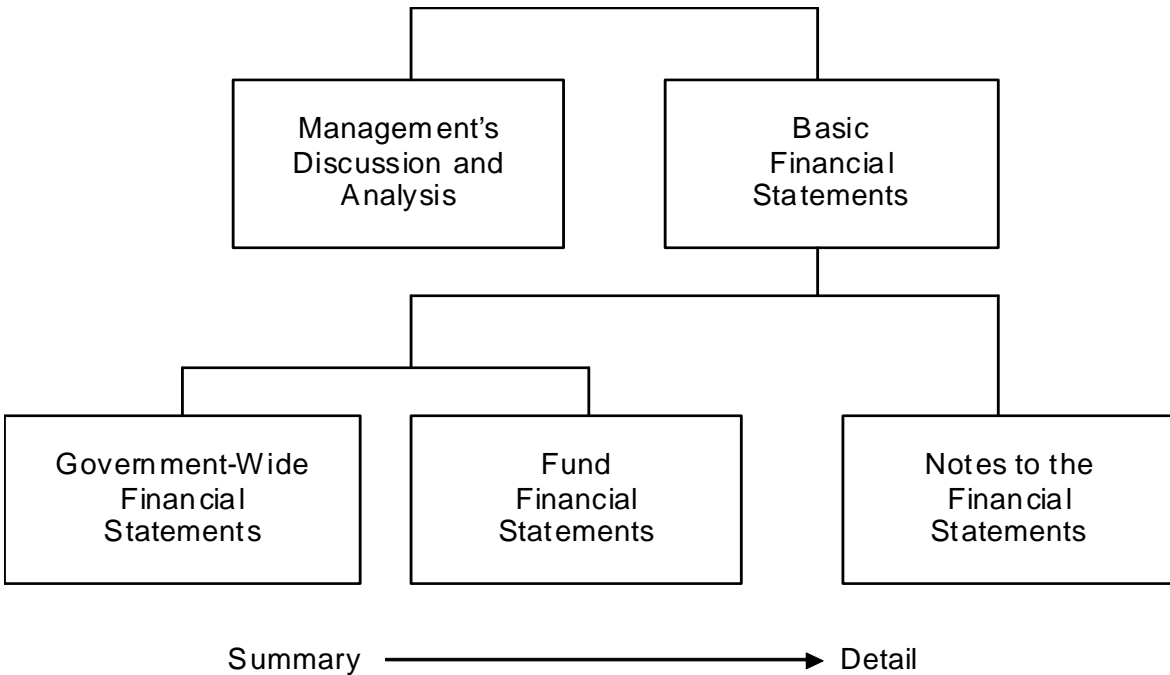 Management's
Discussion and
Analysis
Basic
Financial
Statements
Government-Wide
Financial
Statements
Fund
Financial
Statements
Notes to the
Financial
Statements
Summary
Detail